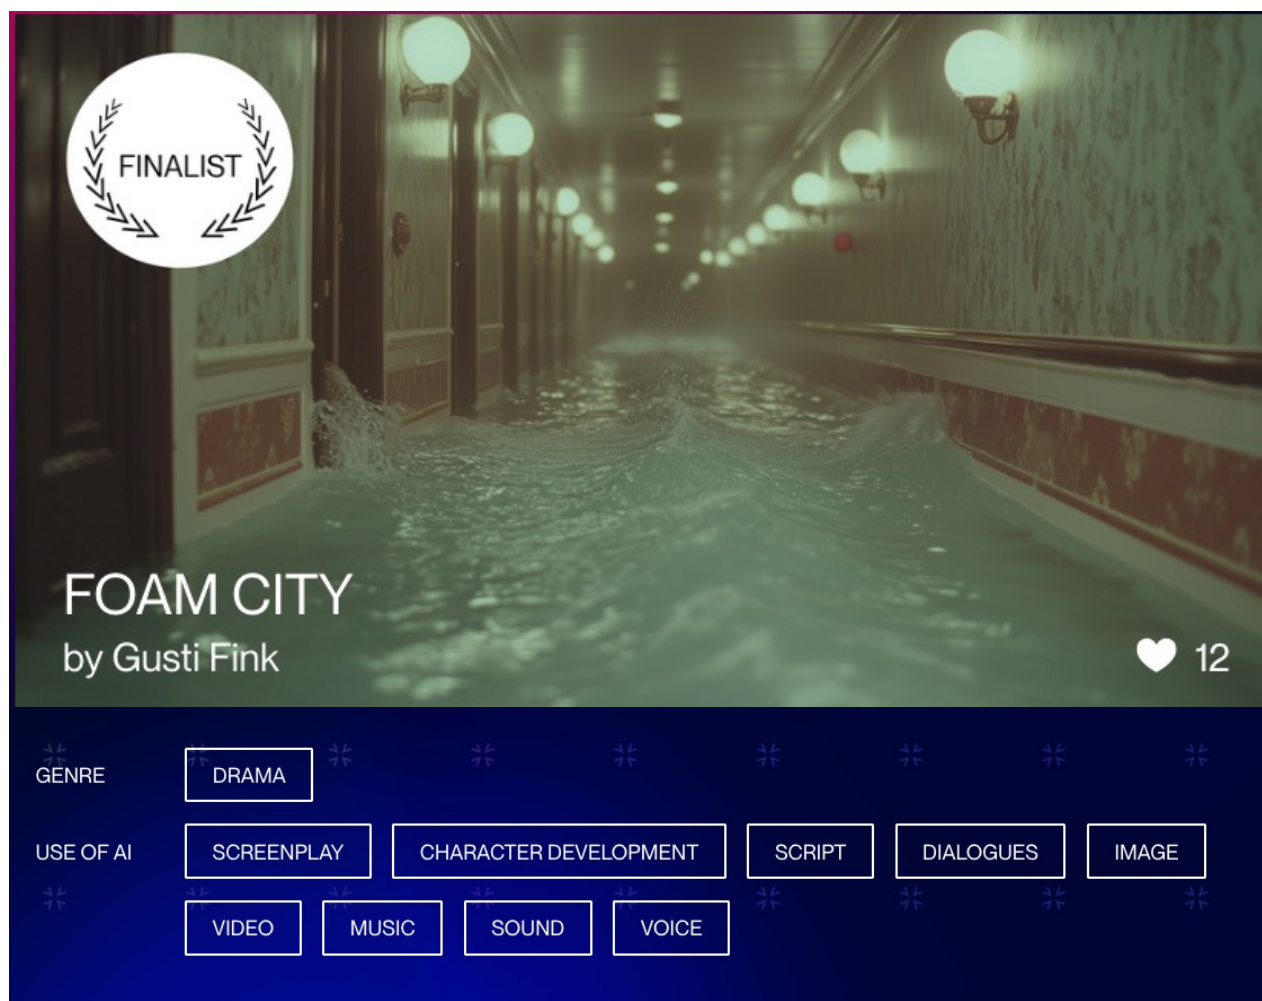 FINALIST
FOAM CITY
by Gusti Fink
12
GENRE
DRAMA
USE OF AI
SCREENPLAY
CHARACTER DEVELOPMENT
SCRIPT
DIALOGUES
IMAGE
VIDEO
MUSIC
SOUND
VOICE